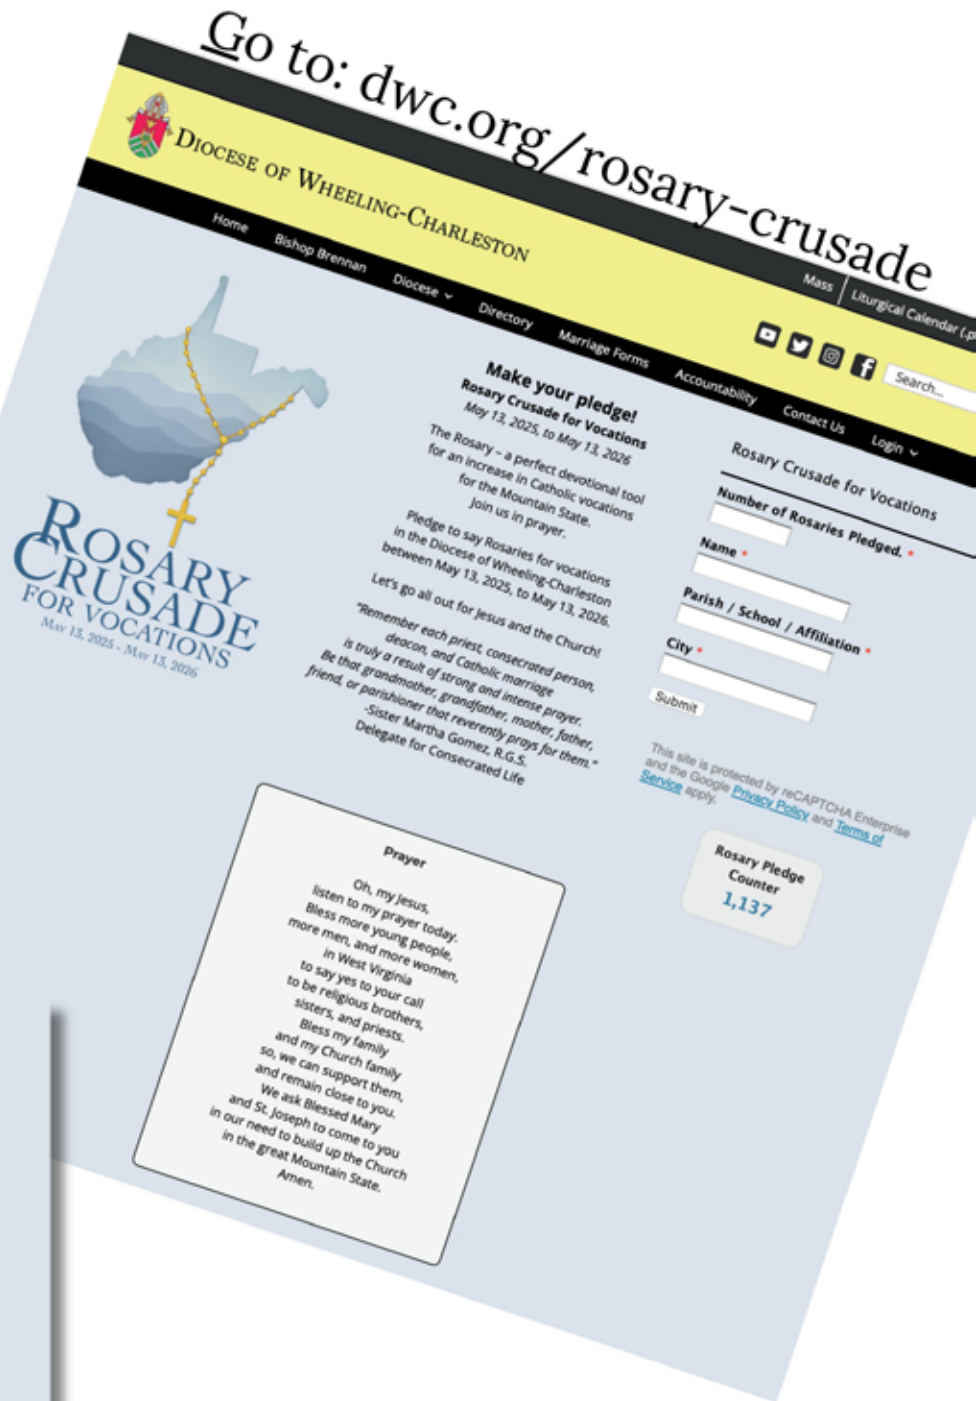 Go to: dwc.org/rosary-crusade
Mass
Liturgical Calendar
DIOCESE OF WHEELING-CHARLESTON
Search...
Home
Bishop Brennan
Diocese
Directory
Marriage Forms
Accountability
Contact Us
Login
ROSARY
CRUSADE
FOR VOCATIONS
MAY 13, 2025 - MAY 13, 2026
Make your pledge!
Rosary Crusade for Vocations
May 13, 2025, to May 13, 2026
The Rosary – a perfect devotional tool
for an increase in Catholic vocations
for the Mountain State.
Join us in prayer.
Pledge to say Rosaries for vocations
in the Diocese of Wheeling-Charleston
between May 13, 2025, to May 13, 2026.
Let's go all out for Jesus and the Church!
"Remember each priest, consecrated person,
deacon, and Catholic marriage
is truly a result of strong and intense prayer.
Be that grandmother, grandfather, mother, father,
friend, or parishioner that reverently prays for them."
-Sister Martha Gomez, R.G.S.
Delegate for Consecrated Life
Rosary Crusade for Vocations
Number of Rosaries Pledged. *
Name *
Parish / School / Affiliation *
City *
Submit
This site is protected by reCAPTCHA Enterprise
and the Google Privacy Policy and Terms of
Service apply.
Rosary Pledge
Counter
1,137
Prayer
Oh, my Jesus,
listen to my prayer today.
Bless more young people,
more men, and more women,
in West Virginia
to say yes to your call
to be religious brothers,
sisters, and priests.
Bless my family
and my Church family
so, we can support them,
and remain close to you.
We ask Blessed Mary
and St. Joseph to come to you
in our need to build up the Church
in the great Mountain State.
Amen.